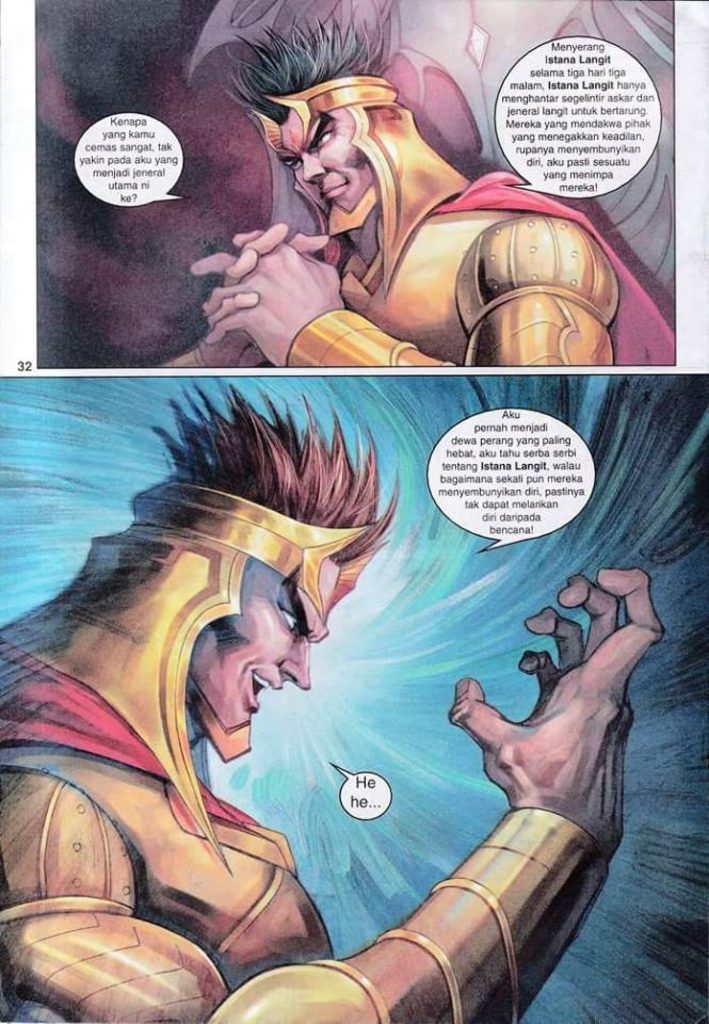 Menyerang
Istana Langit
selama tiga hari tiga
malam, Istana Langit hanya
menghantar segelintir askar dan
jeneral langit untuk bertarung.
Mereka yang mendakwa pihak
yang menegakkan keadilan,
rupanya menyembunyikan
diri, aku pasti sesuatu
yang menimpa
mereka!
Kenapa
yang kamu
cemas sangat, tak
yakin pada aku yang
menjadi jeneral
utama ni
ke?
32
Aku
pernah menjadi
dewa perang yang paling
hebat, aku tahu serba serbi
tentang Istana Langit, walau
bagaimana sekali pun mereka
menyembunyikan diri, pastinya
tak dapat melarikan
diri daripada
bencana!
He
he...